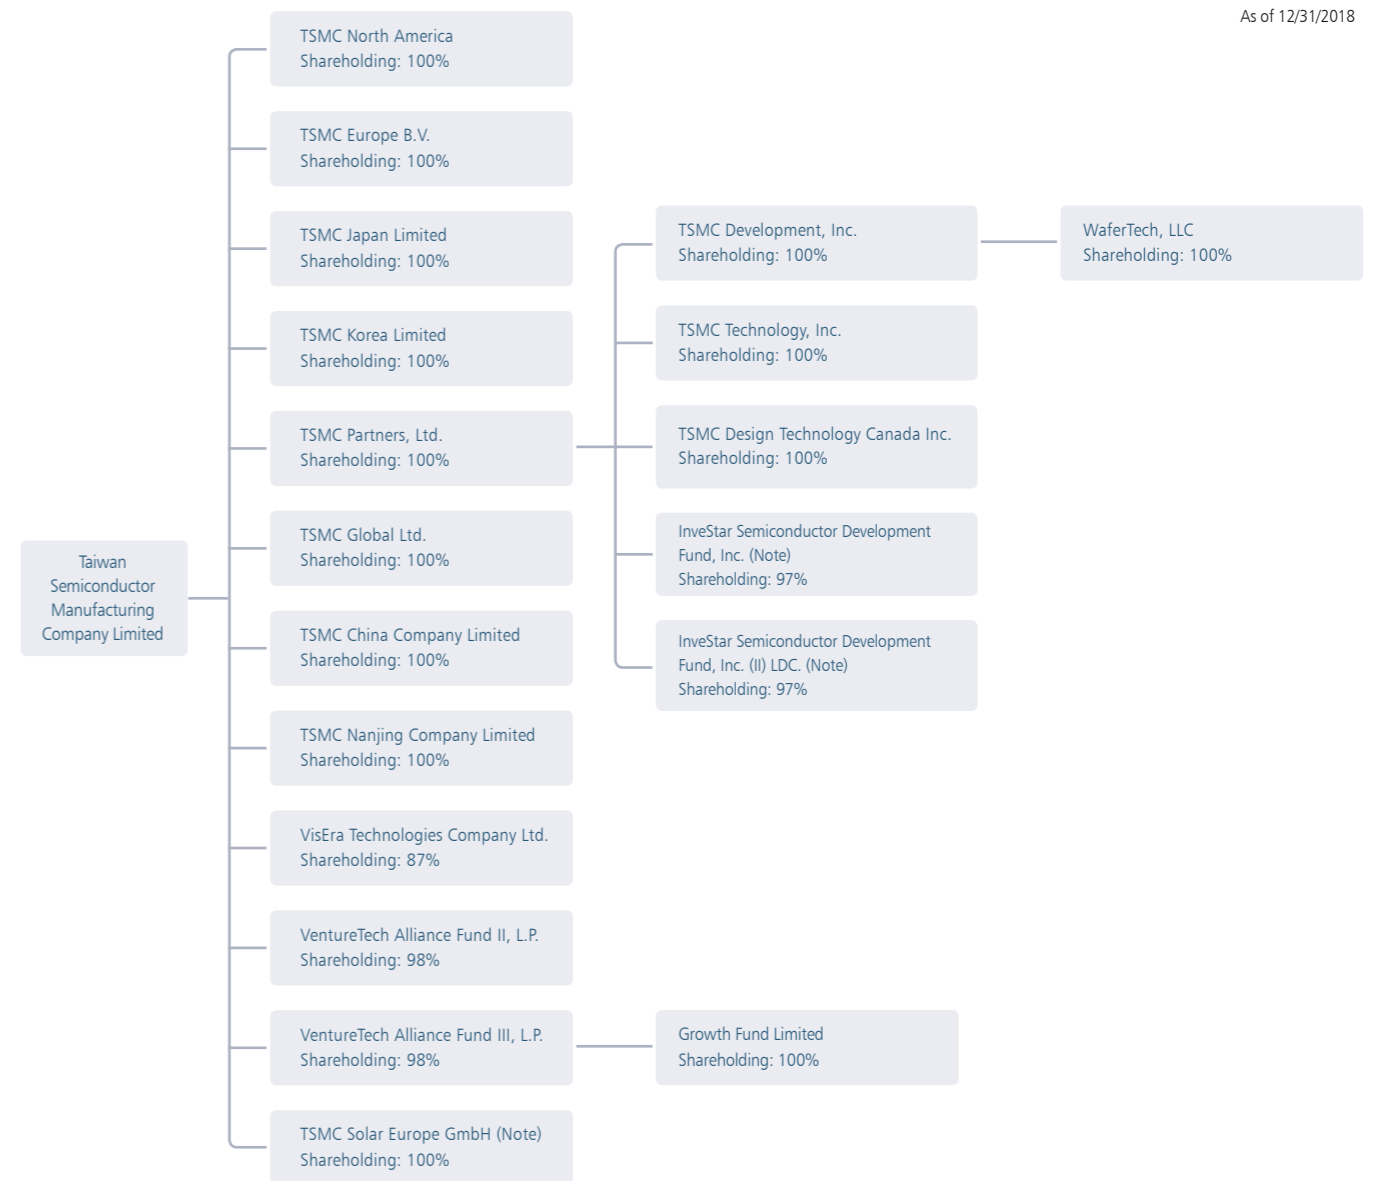 As of 12/31/2018
Taiwan
Semiconductor
Manufacturing
Company Limited
TSMC North America
Shareholding: 100%
TSMC Europe B.V.
Shareholding: 100%
TSMC Japan Limited
Shareholding: 100%
TSMC Korea Limited
Shareholding: 100%
TSMC Partners, Ltd.
Shareholding: 100%
TSMC Global Ltd.
Shareholding: 100%
TSMC China Company Limited
Shareholding: 100%
TSMC Nanjing Company Limited
Shareholding: 100%
VisEra Technologies Company Ltd.
Shareholding: 87%
VentureTech Alliance Fund II, L.P.
Shareholding: 98%
VentureTech Alliance Fund III, L.P.
Shareholding: 98%
TSMC Solar Europe GmbH (Note)
Shareholding: 100%
TSMC Development, Inc.
Shareholding: 100%
TSMC Technology, Inc.
Shareholding: 100%
TSMC Design Technology Canada Inc.
Shareholding: 100%
InveStar Semiconductor Development
Fund, Inc. (Note)
Shareholding: 97%
InveStar Semiconductor Development
Fund, Inc. (II) LDC. (Note)
Shareholding: 97%
Growth Fund Limited
Shareholding: 100%
WaferTech, LLC
Shareholding: 100%